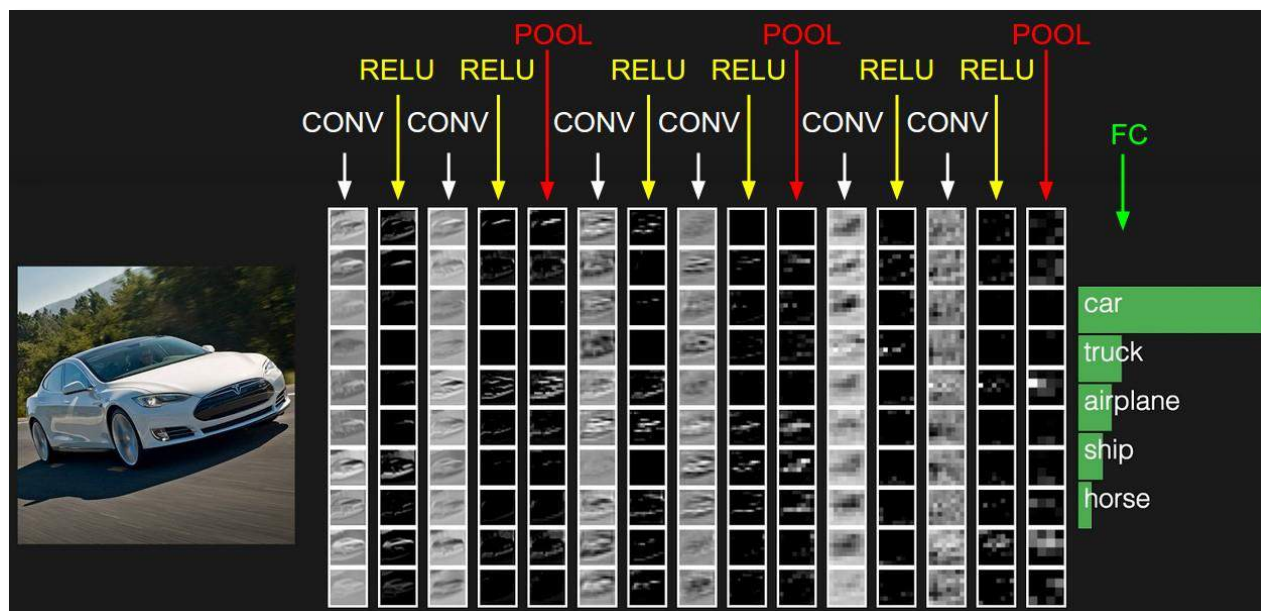 POOL POOL POOL
RELU RELU RELU RELU RELU RELU
CONV CONV CONV CONV CONV CONV
FC
car
truck
airplane
ship
horse